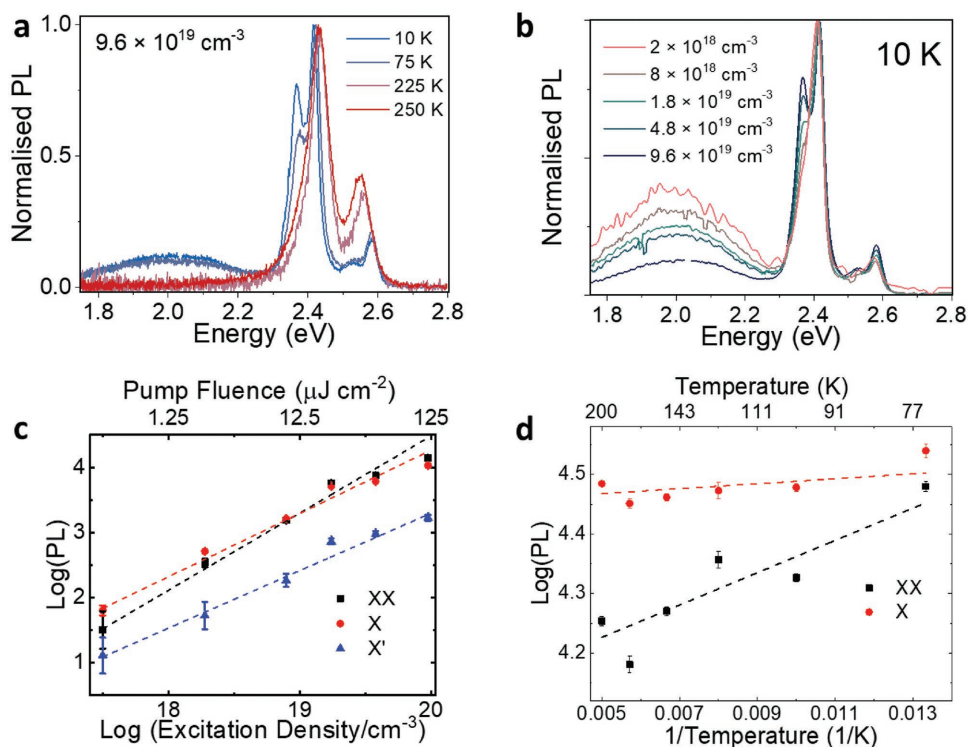 a
9.6 × 10¹⁹ cm⁻³
10 K
75 K
225 K
250 K
1.0
0.5
0.0
Normalised PL
1.8 2.0 2.2 2.4 2.6 2.8
Energy (eV)
b
2 × 10¹⁸ cm⁻³
8 × 10¹⁸ cm⁻³
1.8 × 10¹⁹ cm⁻³
4.8 × 10¹⁹ cm⁻³
9.6 × 10¹⁹ cm⁻³
10 K
Normalised PL
1.8 2.0 2.2 2.4 2.6 2.8
Energy (eV)
c
Pump Fluence (μJ cm⁻²)
1.25 12.5 125
4
3
2
1
Log(PL)
XX
X
X'
18 19 20
Log (Excitation Density/cm⁻³)
d
Temperature (K)
200 143 111 91 77
4.5
4.4
4.3
4.2
Log(PL)
XX
X
0.005 0.007 0.009 0.011 0.013
1/Temperature (1/K)